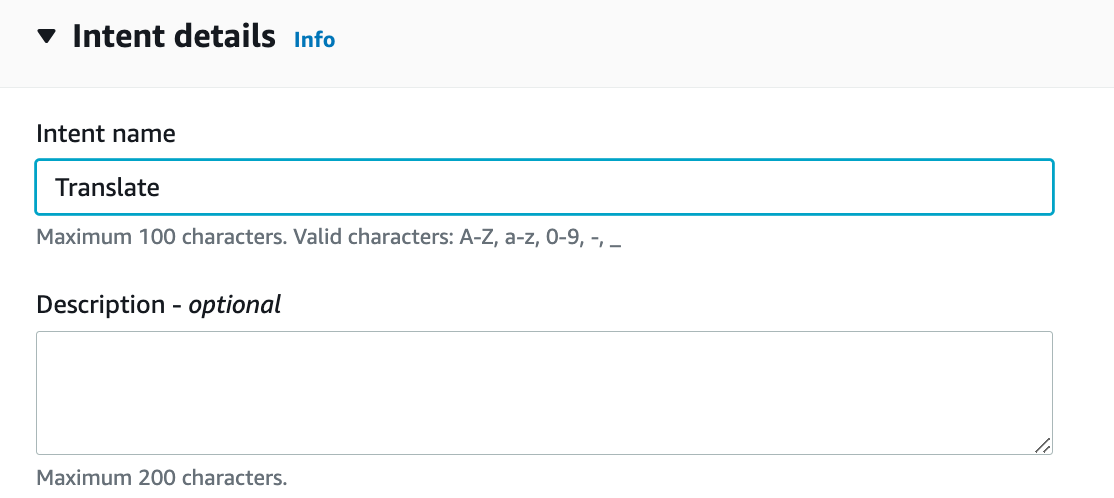 Intent details Info
Intent name
Translate
Maximum 100 characters. Valid characters: A-Z, a-z, 0-9, -, _
Description - optional
Maximum 200 characters.